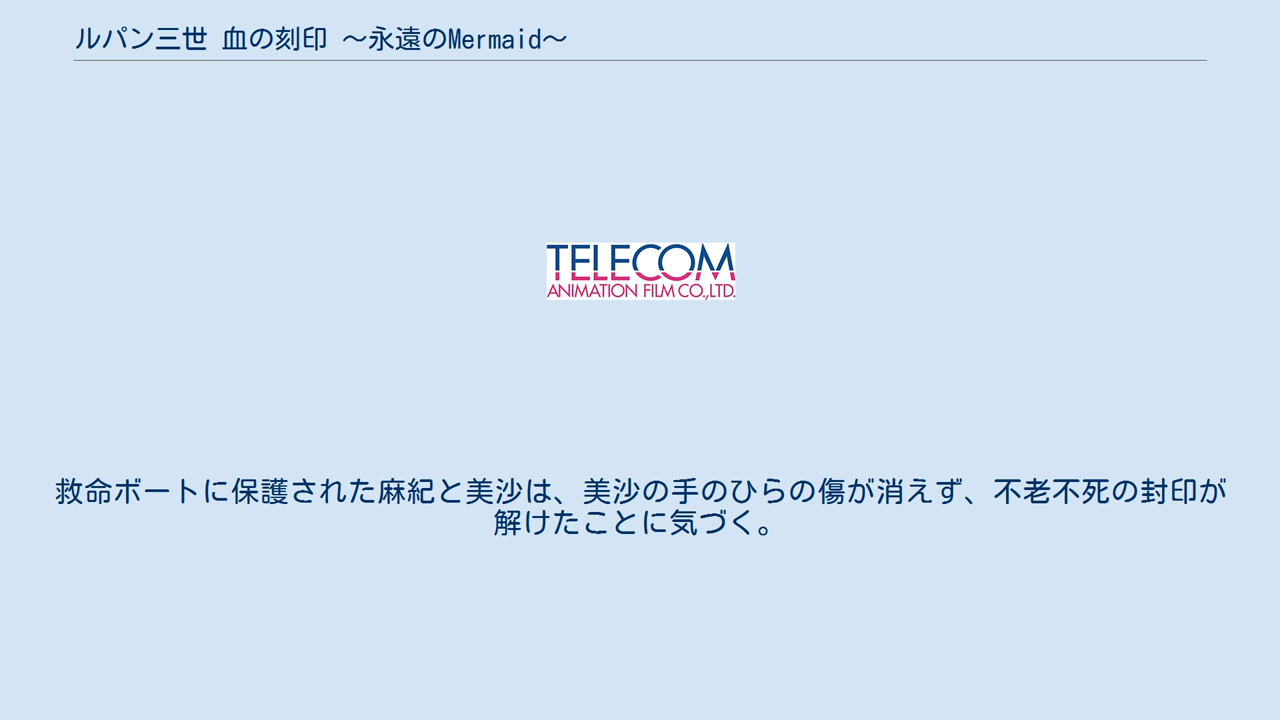 ルパン三世 血の刻印 〜永遠のMermaid〜
TELECOM
ANIMATION FILM CO.,LTD.
救命ボートに保護された麻紀と美沙は、美沙の手のひらの傷が消えず、不老不死の封印が
解けたことに気づく。